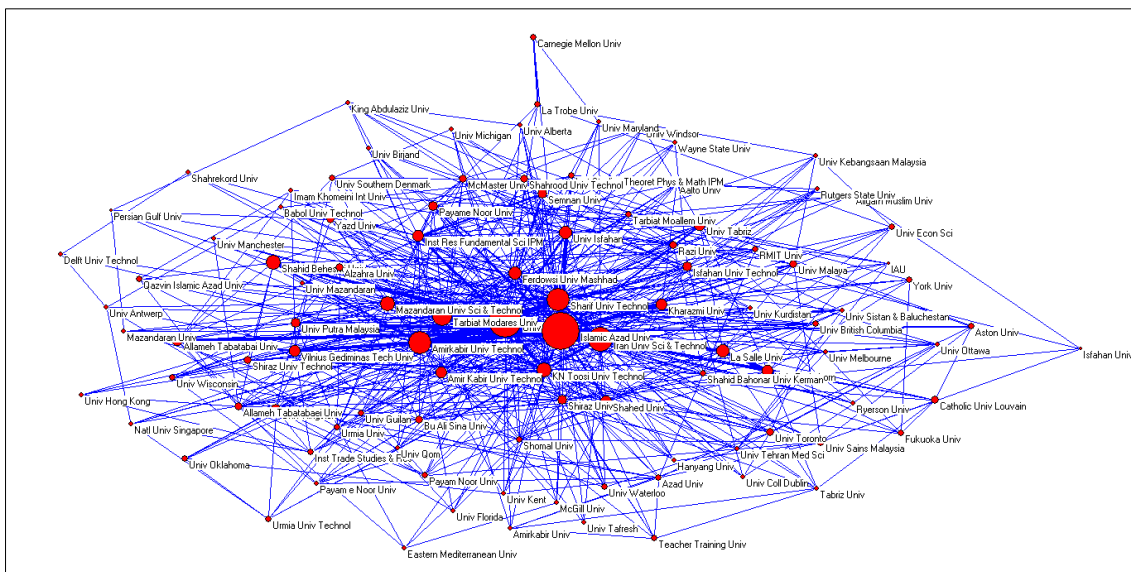 Carnegie Mellon Univ
King Abdulaziz Univ
La Trobe Univ
Univ Michigan
Univ Alberta
Univ Maryland
Univ Windsor
Wayne State Univ
Univ Birjand
Univ Kebangsaan Malaysia
Shahrekord Univ
Univ Southern Denmark
McMaster Univ
Shahrood Univ Technol
Theoret Phys & Math IPM
Aalto Univ
Imam Khomeini Int Univ
Semnan Univ
Rutgers State Univ
Aligarh Muslim Univ
Persian Gulf Univ
Babol Univ Technol
Payame Noor Univ
Tarbiat Moallem Univ
Yazd Univ
Univ Tabriz
Univ Econ Sci
Univ Manchester
Inst Res Fundamental Sci IPM
Univ Isfahan
Razi Univ
RMIT Univ
Delft Univ Technol
Shahid Behesh
Alzahra Univ
Ferdowsi Univ Mashhad
Isfahan Univ Technol
Univ Malaya
IAU
Qazvin Islamic Azad Univ
Univ Mazandaran
York Univ
Univ Antwerp
Mazandaran Univ Sci & Technol
Sharif Univ Technol
Kharazmi Univ
Univ Kurdistan
Univ Sistan & Baluchestan
Mazandaran Univ
Univ Putra Malaysia
Tarbiat Modares Univ
Islamic Azad Univ
Univ British Columbia
Aston Univ
Allameh Tabatabai Univ
Vilnius Gediminas Tech Univ
Amirkabir Univ Technol
Iran Univ Sci & Technol
La Salle Univ
Univ Melbourne
Univ Ottawa
Isfahan Univ
Shiraz Univ Technol
Univ Wisconsin
Amir Kabir Univ Technol
KN Toosi Univ Technol
Shahid Bahonar Univ Kerman
Univ Hong Kong
Allameh Tabatabaei Univ
Univ Guilan
Shiraz Univ
Shahed Univ
Ryerson Univ
Catholic Univ Louvain
Natl Univ Singapore
Urmia Univ
Bu Ali Sina Univ
Univ Toronto
Fukuoka Univ
Univ Oklahoma
Inst Trade Studies &
Univ Qom
Shomal Univ
Univ Tehran Med Sci
Univ Sains Malaysia
Hanyang Univ
Payam e Noor Univ
Payam Noor Univ
Univ Kent
Univ Waterloo
Azad Univ
Univ Coll Dublin
Tabriz Univ
Urmia Univ Technol
Univ Florida
McGill Univ
Amirkabir Univ
Univ Tafresh
Teacher Training Univ
Eastern Mediterranean Univ